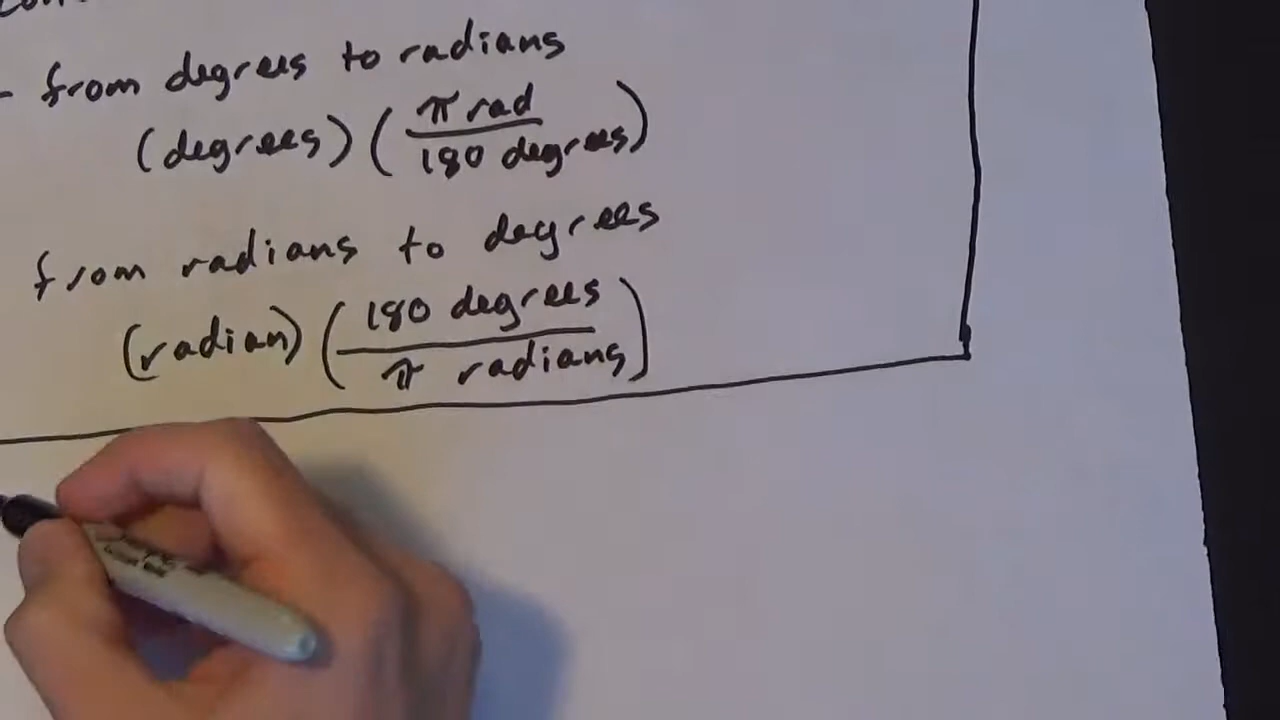 - from degrees to radians
(degrees) (π rad / 180 degrees)
from radians to degrees
(radian) (180 degrees / π radians)